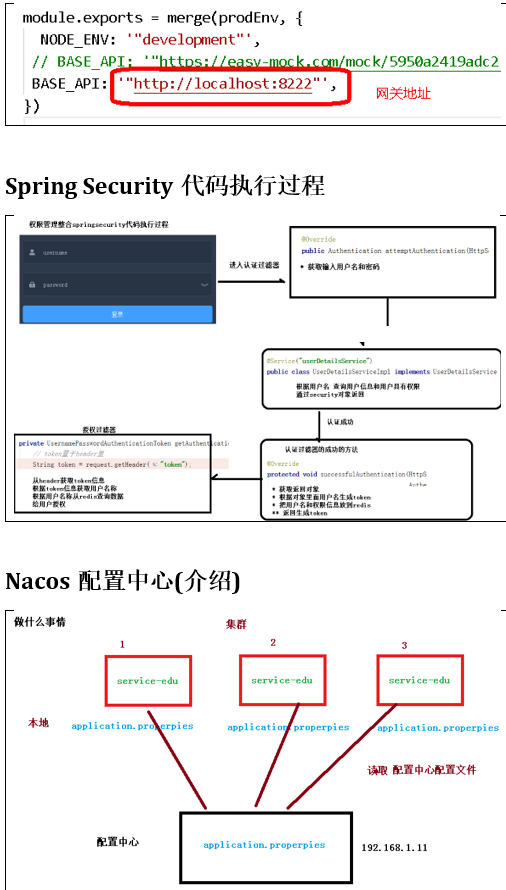 module.exports = merge(prodEnv, {
NODE_ENV: '"development"',
// BASE_API: '"https://easy-mock.com/mock/5950a2419adc2
BASE_API: '"http://localhost:8222"',
网关地址
})
Spring Security 代码执行过程
权限管理整合springsecurity代码执行过程
username
password
登录
进入认证过滤器
@Override
public Authentication attemptAuthentication(HttpS
* 获取输入用户名和密码
@Service("userDetailsService")
public class UserDetailsServiceImpl implements UserDetailsService
根据用户名 查询用户信息和用户具有权限
通过security对象返回
认证成功
授权过滤器
private UsernamePasswordAuthenticationToken getAuthentication
// token置于header里
String token = request.getHeader( s: "token");
从header获取token信息
根据token信息获取用户名称
根据用户名称从redis查询数据
给用户授权
认证过滤器的成功的方法
@Override
protected void successfulAuthentication(HttpS
Authe
* 获取返回对象
* 根据对象里面用户名生成token
* 把用户名和权限信息放到redis
** 返回生成token
Nacos 配置中心(介绍)
做什么事情
集群
1 2 3
service-edu service-edu service-edu
本地
application.properpies application.properpies application.properpies
读取 配置中心配置文件
配置中心
application.properpies
192.168.1.11